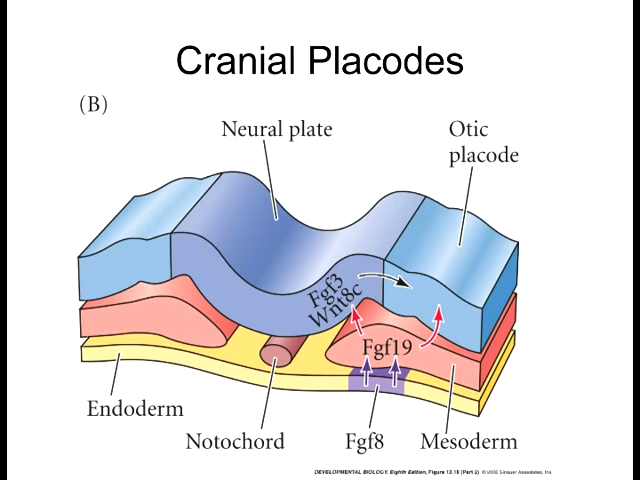 Cranial Placodes
(B)
Neural plate
Otic
placode
Fgf3
Wnt8c
Fgf19
Endoderm
Notochord
Fgf8
Mesoderm
DEVELOPMENTAL BIOLOGY, Eighth Edition, Figure 13.15 (Part 2) © 2006 Sinauer Associates, Inc.